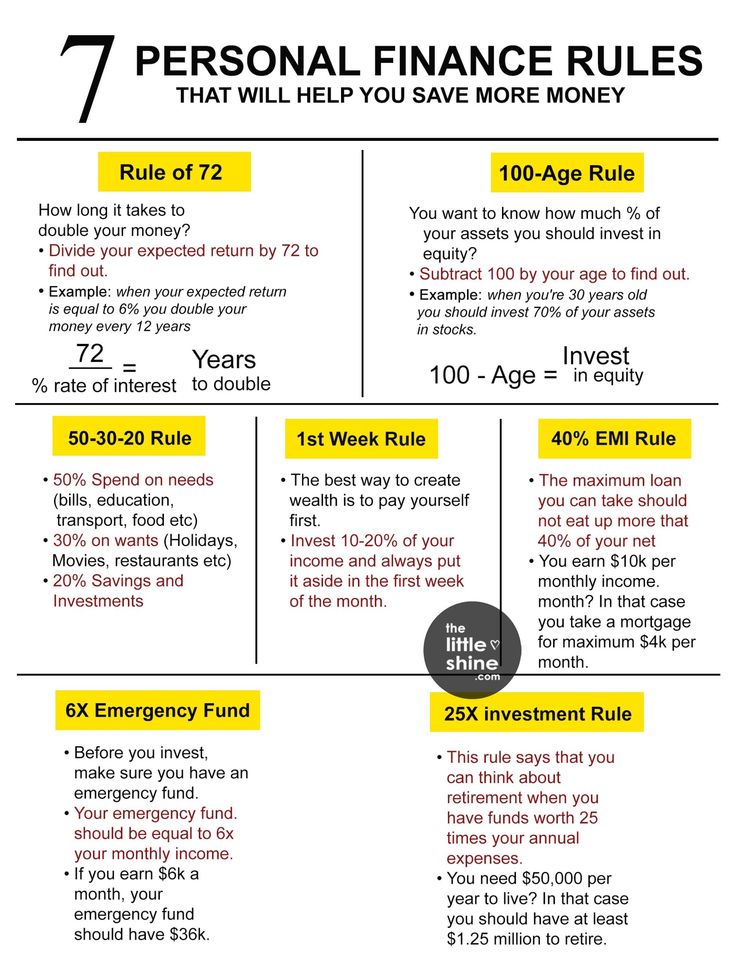 7 PERSONAL FINANCE RULES
THAT WILL HELP YOU SAVE MORE MONEY
Rule of 72
How long it takes to
double your money?
• Divide your expected return by 72 to
find out.
• Example: when your expected return
is equal to 6% you double your
money every 12 years
72
% rate of interest
=
Years
to double
100-Age Rule
You want to know how much % of
your assets you should invest in
equity?
• Subtract 100 by your age to find out.
• Example: when you're 30 years old
you should invest 70% of your assets
in stocks.
100 - Age = Invest
in equity
50-30-20 Rule
• 50% Spend on needs
(bills, education,
transport, food etc)
• 30% on wants (Holidays,
Movies, restaurants etc)
• 20% Savings and
Investments
1st Week Rule
• The best way to create
wealth is to pay yourself
first.
• Invest 10-20% of your
income and always put
it aside in the first week
of the month.
40% EMI Rule
• The maximum loan
you can take should
not eat up more that
40% of your net
• You earn $10k per
monthly income.
month? In that case
you take a mortgage
for maximum $4k per
month.
the
little
shine
.com
6X Emergency Fund
• Before you invest,
make sure you have an
emergency fund.
• Your emergency fund.
should be equal to 6x
your monthly income.
• If you earn $6k a
month, your
emergency fund
should have $36k.
25X investment Rule
• This rule says that you
can think about
retirement when you
have funds worth 25
times your annual
expenses.
• You need $50,000 per
year to live? In that case
you should have at least
$1.25 million to retire.